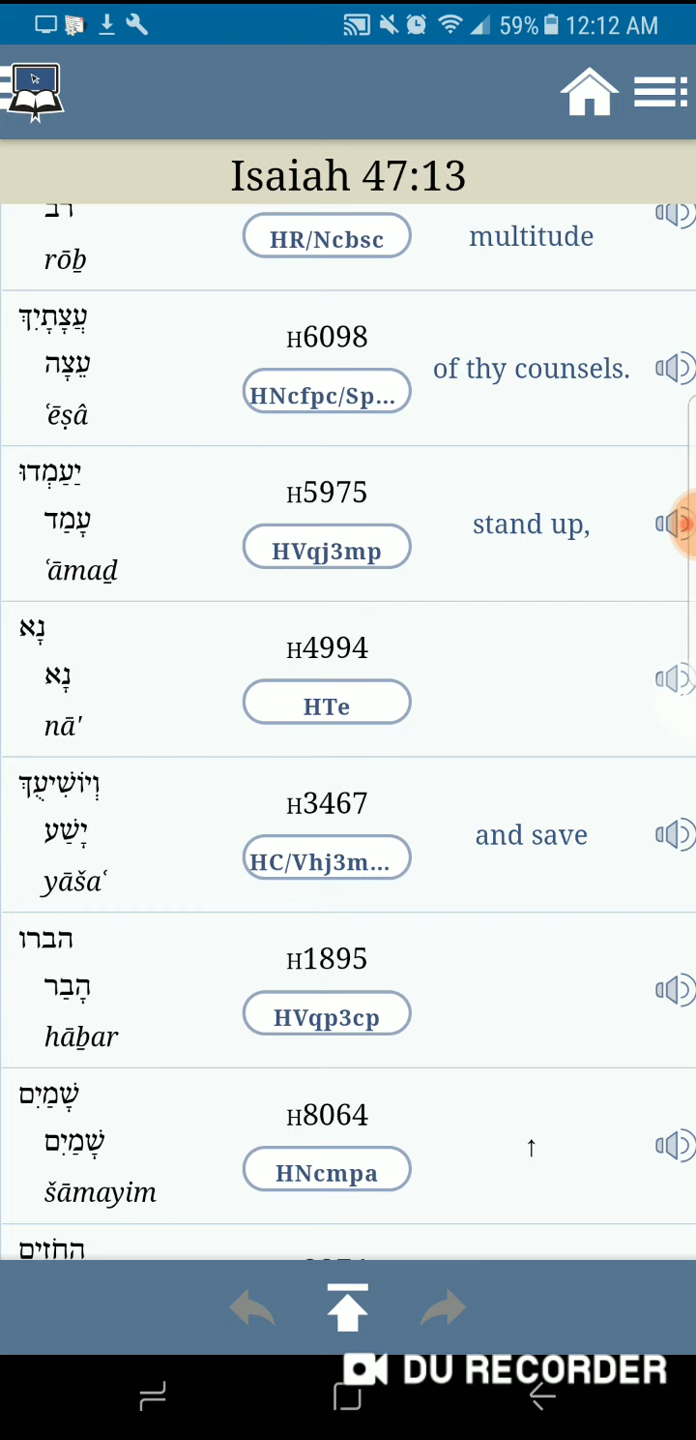 59% 12:12 AM
Isaiah 47:13
רֹב
rōḇ
HR/Ncbsc
multitude
עֲצָתָיִךְ
עֵצָה
ʿēṣâ
H6098
HNcfpc/Sp...
of thy counsels.
יַעַמְדוּ
עָמַד
ʿāmaḏ
H5975
HVqj3mp
stand up,
נָא
נָא
nā'
H4994
HTe
וְיוֹשִׁיעֻךְ
יָשַׁע
yāšaʿ
H3467
HC/Vhj3m...
and save
הברו
הָבַר
hāḇar
H1895
HVqp3cp
שָׁמַיִם
שָׁמַיִם
šāmayim
H8064
HNcmpa
↑
החֹזים
DU RECORDER